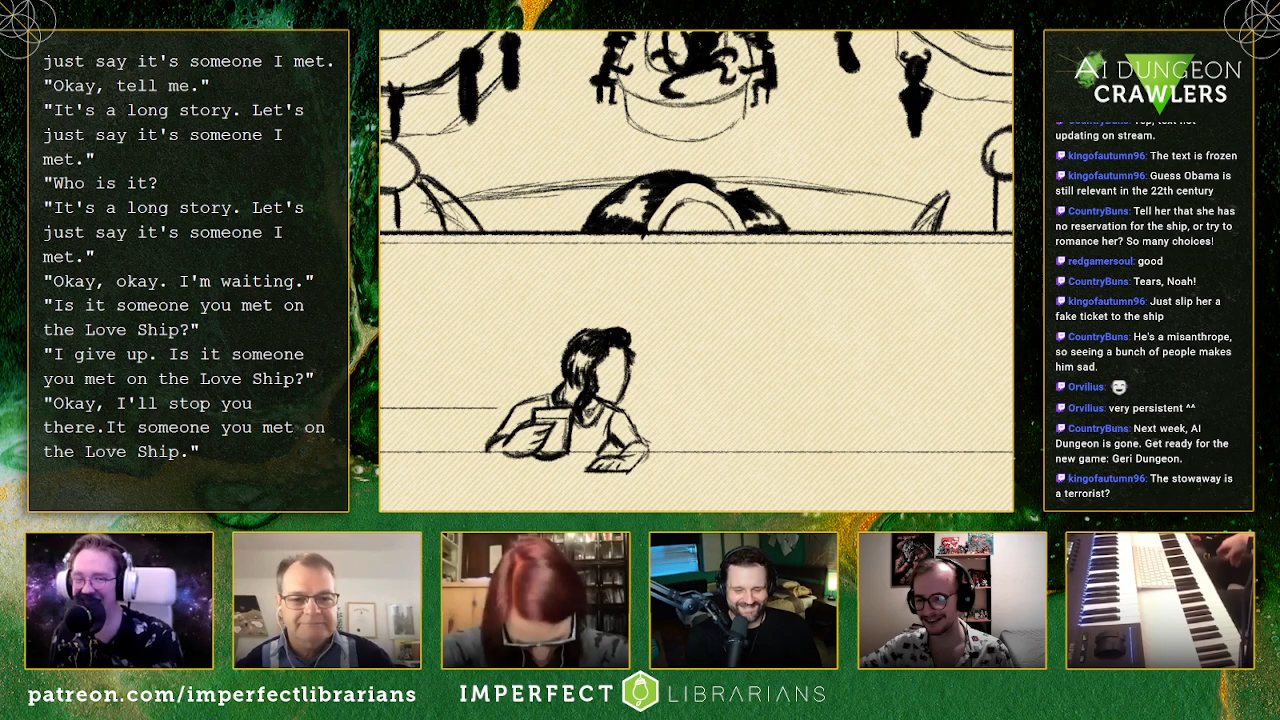 just say it's someone I met.
"Okay, tell me."
"It's a long story. Let's
just say it's someone I
met."
"Who is it?
"It's a long story. Let's
just say it's someone I
met."
"Okay, okay. I'm waiting."
"Is it someone you met on
the Love Ship?"
"I give up. Is it someone
you met on the Love Ship?"
"Okay, I'll stop you
there.It someone you met on
the Love Ship."
AI DUNGEON
CRAWLERS
updating on stream.
kingofautumn96: The text is frozen
kingofautumn96: Guess Obama is
still relevant in the 22th century
CountryBuns: Tell her that she has
no reservation for the ship, or try to
romance her? So many choices!
redgamersoul: good
CountryBuns: Tears, Noah!
kingofautumn96: Just slip her a
fake ticket to the ship
CountryBuns: He's a misanthrope,
so seeing a bunch of people makes
him sad.
Orvilius:
Orvilius: very persistent ^^
CountryBuns: Next week, AI
Dungeon is gone. Get ready for the
new game: Geri Dungeon.
kingofautumn96: The stowaway is
a terrorist?
patreon.com/imperfectlibrarians
IMPERFECT LIBRARIANS